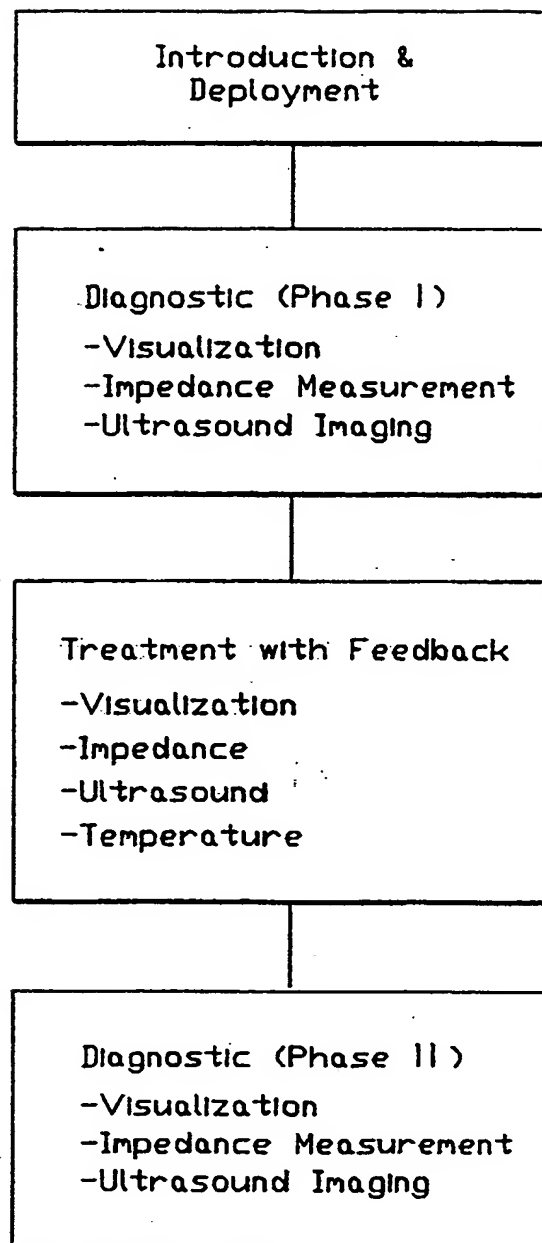 Introduction &
Deployment
Diagnostic (Phase I)
-Visualization
-Impedance Measurement
-Ultrasound Imaging
Treatment with Feedback
-Visualization
-Impedance
-Ultrasound
-Temperature
Diagnostic (Phase II)
-Visualization
-Impedance Measurement
-Ultrasound Imaging